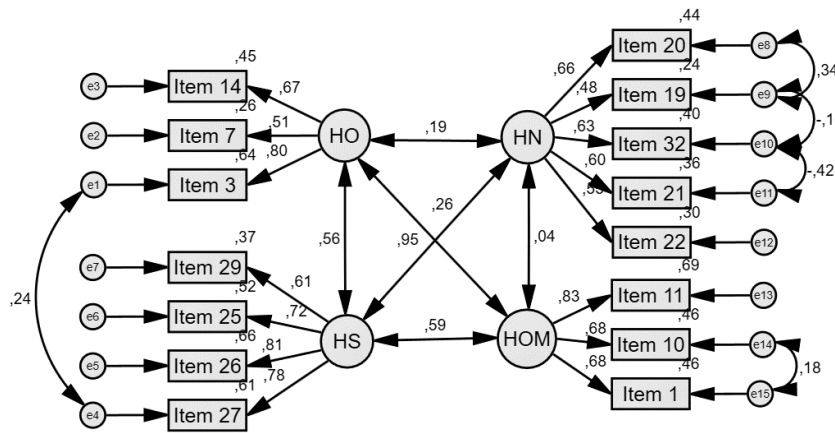 ,44
,45
e3
Item 14
,67
,26
e2
Item 7
,51
,64
,80
e1
Item 3
HO
,19
HN
,66
Item 20
e8
,24
,34
,48
Item 19
e9
,40
,63
Item 32
e10
,36
,60
Item 21
e11
-,42
,30
Item 22
e12
,56
,95
,26
,04
,24
,37
e7
Item 29
,61
,52
e6
Item 25
,72
,66
e5
Item 26
,81
,61
,78
e4
Item 27
HS
,59
HOM
,69
,83
Item 11
e13
,46
,68
Item 10
e14
,46
,18
,68
Item 1
e15